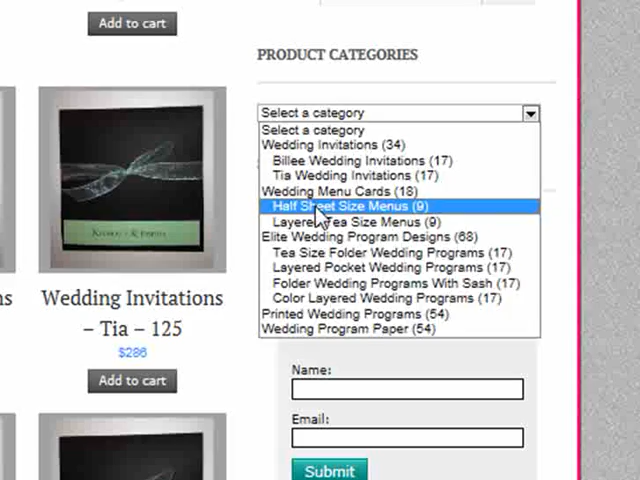 Add to cart
PRODUCT CATEGORIES
Select a category
Select a category
Wedding Invitations (34)
Billee Wedding Invitations (17)
Tia Wedding Invitations (17)
Wedding Menu Cards (18)
Half Sheet Size Menus (9)
Layered Tea Size Menus (9)
Elite Wedding Program Designs (68)
Tea Size Folder Wedding Programs (17)
Layered Pocket Wedding Programs (17)
Folder Wedding Programs With Sash (17)
Color Layered Wedding Programs (17)
Printed Wedding Programs (54)
Wedding Program Paper (54)
ns
Wedding Invitations
– Tia – 125
$286
Add to cart
Name:
Email:
Submit